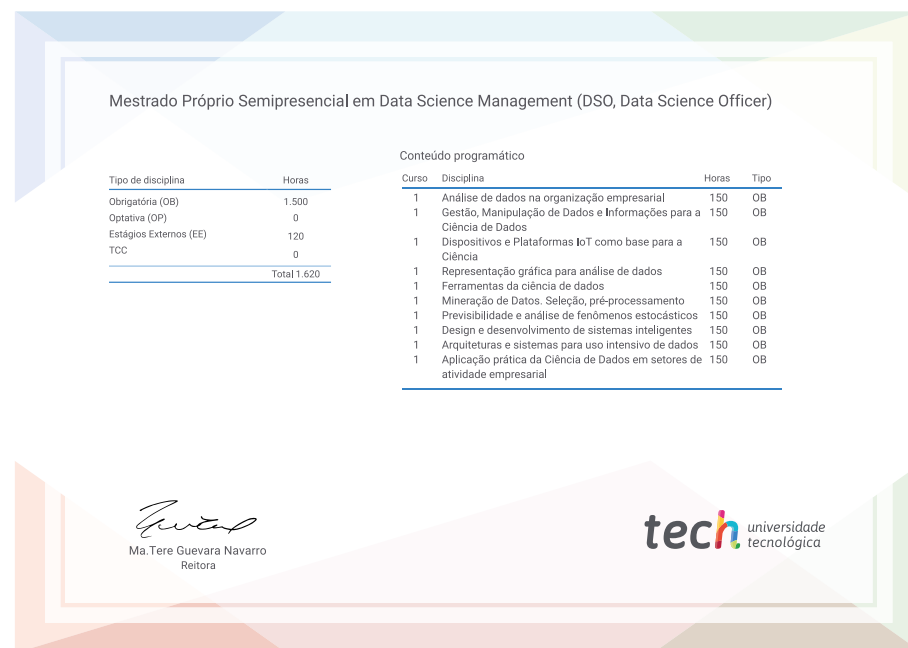 Mestrado Próprio Semipresencial em Data Science Management (DSO, Data Science Officer)
Tipo de disciplina Horas
Obrigatória (OB) 1.500
Optativa (OP) 0
Estágios Externos (EE) 120
TCC 0
Total 1.620
Conteúdo programático
Curso Disciplina Horas Tipo
1 Análise de dados na organização empresarial 150 OB
1 Gestão, Manipulação de Dados e Informações para a 150 OB
Ciência de Dados
1 Dispositivos e Plataformas IoT como base para a 150 OB
Ciência
1 Representação gráfica para análise de dados 150 OB
1 Ferramentas da ciência de dados 150 OB
1 Mineração de Datos. Seleção, pré-processamento 150 OB
1 Previsibilidade e análise de fenômenos estocásticos 150 OB
1 Design e desenvolvimento de sistemas inteligentes 150 OB
1 Arquiteturas e sistemas para uso intensivo de dados 150 OB
1 Aplicação prática da Ciência de Dados em setores de 150 OB
atividade empresarial
Ma.Tere Guevara Navarro
Reitora
tech universidade
tecnológica